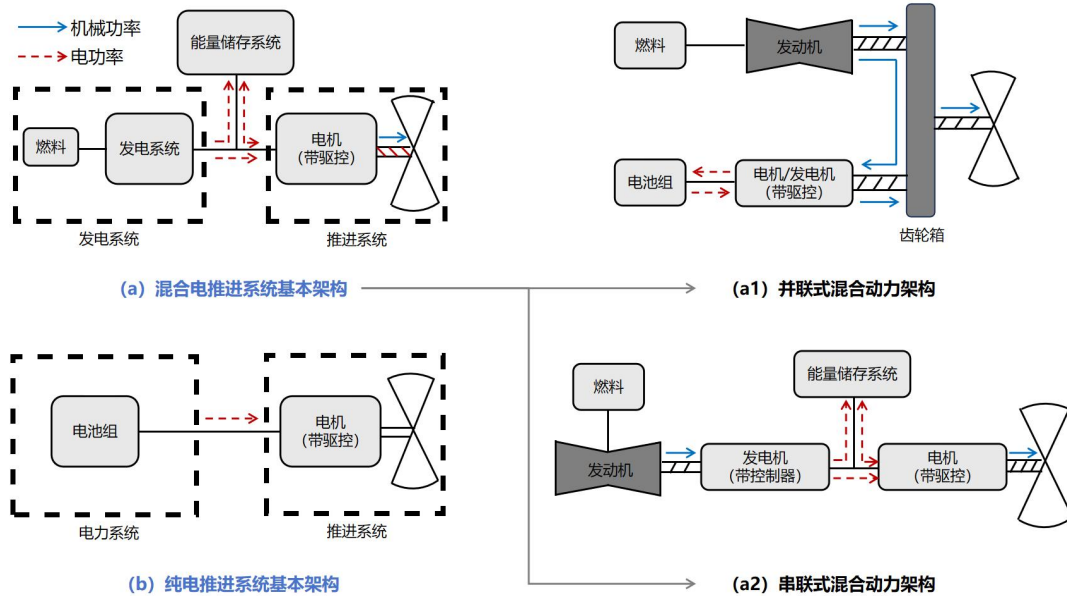 机械功率
电功率
能量储存系统
燃料
发电系统
电机
(带驱控)
发电系统
推进系统
(a) 混合电推进系统基本架构
燃料
发动机
电池组
电机/发电机
(带驱控)
齿轮箱
(a1) 并联式混合动力架构
电池组
电机
(带驱控)
电力系统
推进系统
(b) 纯电推进系统基本架构
燃料
能量储存系统
发动机
发电机
(带控制器)
电机
(带驱控)
(a2) 串联式混合动力架构